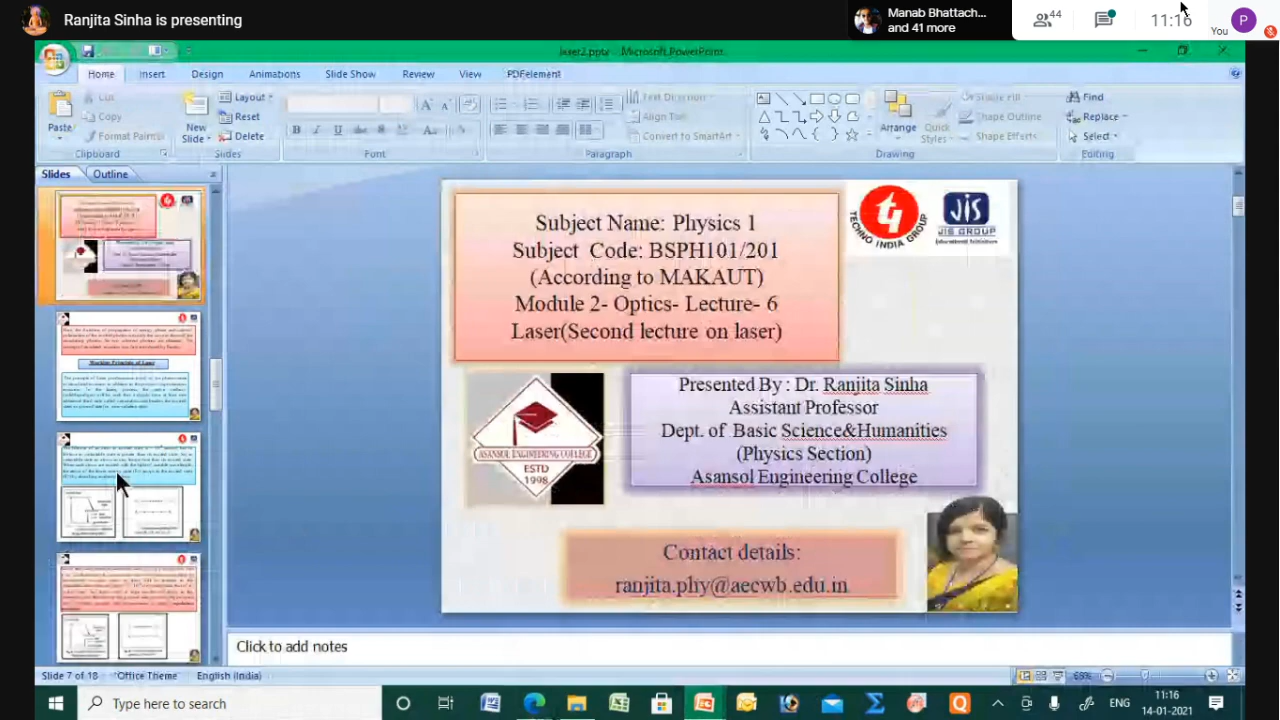 Ranjita Sinha is presenting
Manab Bhattach...
and 41 more
44
11:16
You
P
laser2.pptx - Microsoft PowerPoint
Home Insert Design Animations Slide Show Review View PDFelement
Paste
Cut
Copy
Format Painter
Clipboard
New
Slide
Layout
Reset
Delete
Slides
Font
Text Direction
Align Text
Convert to SmartArt
Paragraph
Arrange
Quick
Styles
Shape Fill
Shape Outline
Shape Effects
Drawing
Find
Replace
Select
Editing
Slides Outline
Working Principle of Laser
Subject Name: Physics 1
Subject Code: BSPH101/201
(According to MAKAUT)
Module 2- Optics- Lecture- 6
Laser(Second lecture on laser)
TECHNO INDIA GROUP
JIS
JIS GROUP
Educational Initiatives
ASANSOL ENGINEERING COLLEGE
ESTD
1998
Presented By : Dr. Ranjita Sinha
Assistant Professor
Dept. of Basic Science&Humanities
(Physics Section)
Asansol Engineering College
Contact details:
ranjita.phy@aecwb.edu.in
Click to add notes
Slide 7 of 18 "Office Theme" English (India) 68%
Type here to search
ENG
11:16
14-01-2021